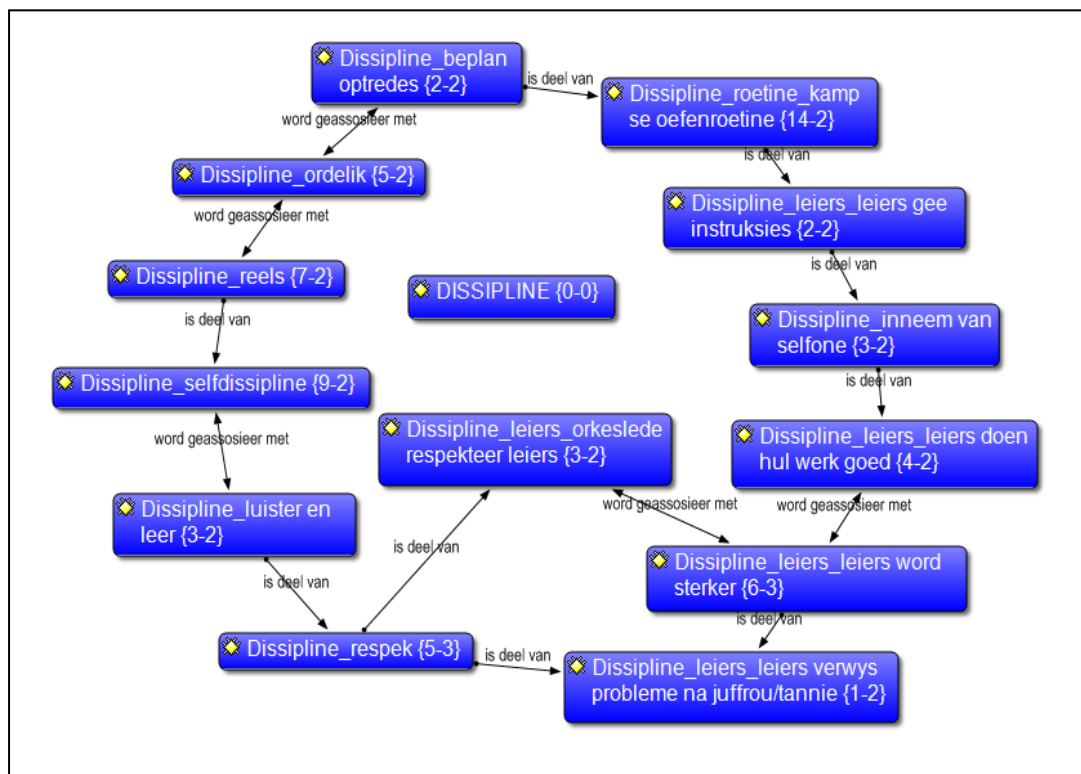 Dissipline_beplan
optredes {2-2}
is deel van
Dissipline_roetine_kamp
se oefenroetine {14-2}
word geassosieer met
is deel van
Dissipline_ordelik {5-2}
Dissipline_leiers_leiers gee
instruksies {2-2}
word geassosieer met
is deel van
Dissipline_reels {7-2}
DISSIPLINE {0-0}
Dissipline_inneem van
selfone {3-2}
is deel van
is deel van
Dissipline_selfdissipline {9-2}
word geassosieer met
Dissipline_leiers_orkeslede
respekteer leiers {3-2}
Dissipline_leiers_leiers doen
hul werk goed {4-2}
word geassosieer met
word geassosieer met
Dissipline_luister en
leer {3-2}
is deel van
Dissipline_leiers_leiers word
sterker {6-3}
is deel van
is deel van
Dissipline_respek {5-3}
is deel van
Dissipline_leiers_leiers verwys
probleme na juffrou/tannie {1-2}